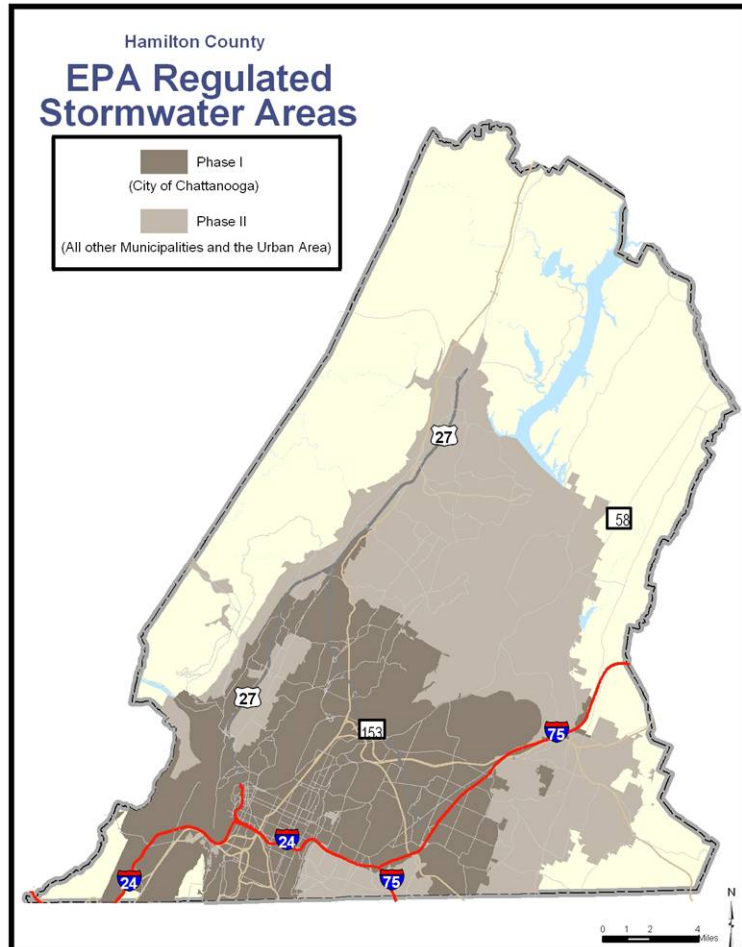 Hamilton County
EPA Regulated
Stormwater Areas
Phase I
(City of Chattanooga)
Phase II
(All other Municipalities and the Urban Area)
27
58
27
153
75
24
24
75
N
0 1 2 4
Miles